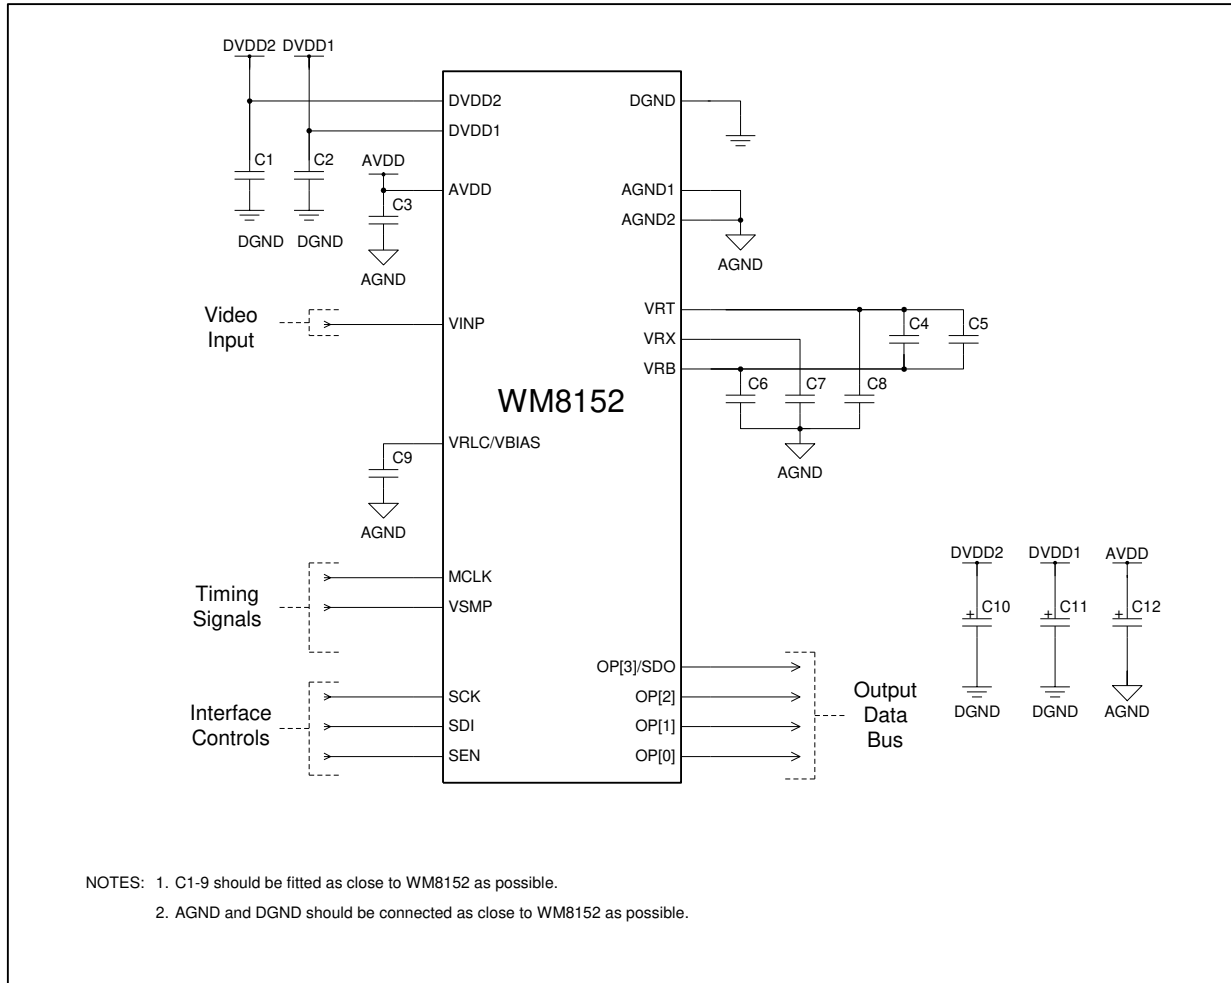 DVDD2 DVDD1
DVDD2
DGND
DVDD1
C1
C2
AVDD
AVDD
AGND1
C3
AGND2
DGND DGND
AGND
AGND
Video
Input
VINP
VRT
VRX
VRB
C4
C5
C6
C7
C8
WM8152
VRLC/VBIAS
C9
AGND
AGND
Timing
Signals
MCLK
VSMP
DVDD2
DVDD1
AVDD
+ C10
+ C11
+ C12
DGND
DGND
AGND
Interface
Controls
SCK
SDI
SEN
OP[3]/SDO
OP[2]
OP[1]
OP[0]
Output
Data
Bus
NOTES: 1. C1-9 should be fitted as close to WM8152 as possible.
2. AGND and DGND should be connected as close to WM8152 as possible.